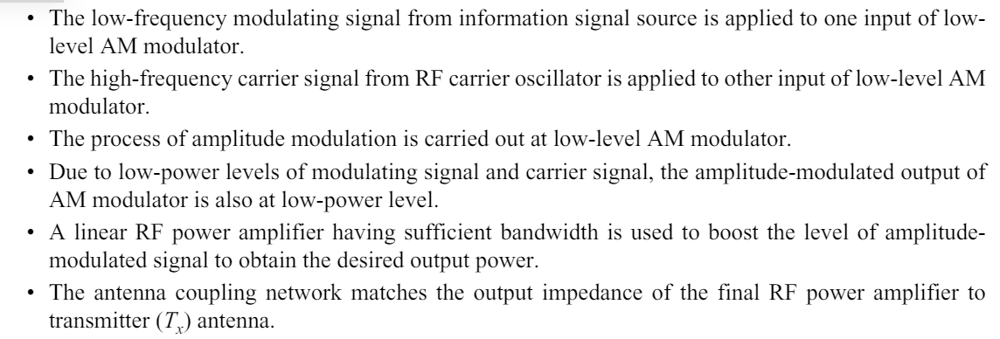 • The low-frequency modulating signal from information signal source is applied to one input of low-
level AM modulator.
• The high-frequency carrier signal from RF carrier oscillator is applied to other input of low-level AM
modulator.
• The process of amplitude modulation is carried out at low-level AM modulator.
• Due to low-power levels of modulating signal and carrier signal, the amplitude-modulated output of
AM modulator is also at low-power level.
• A linear RF power amplifier having sufficient bandwidth is used to boost the level of amplitude-
modulated signal to obtain the desired output power.
• The antenna coupling network matches the output impedance of the final RF power amplifier to
transmitter (Tx) antenna.